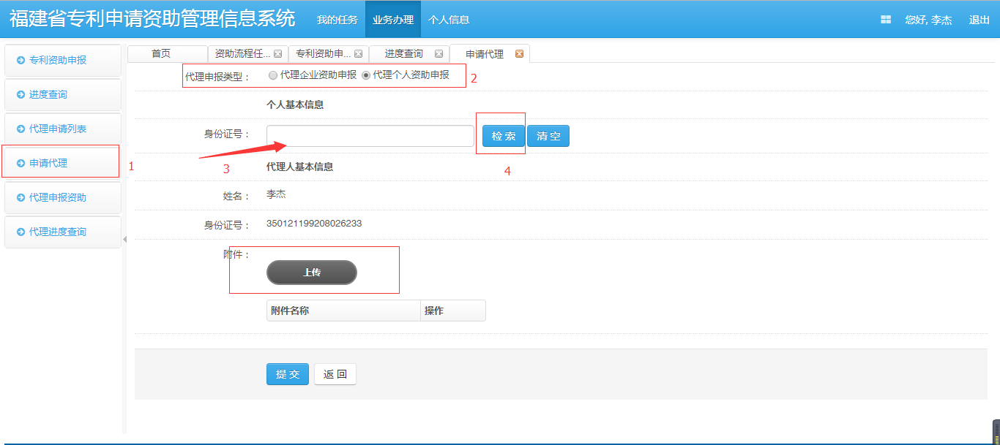 福建省专利申请资助管理信息系统 我的任务 业务办理 个人信息 您好, 李杰 退出
首页 资助流程任... 专利资助申... 进度查询 申请代理
专利资助申报
进度查询
代理申请列表
申请代理 1
代理申报资助
代理进度查询
代理申报类型： 代理企业资助申报 代理个人资助申报 2
个人基本信息
身份证号： 检 索 清 空
3 4
代理人基本信息
姓名： 李杰
身份证号： 350121199208026233
附件：
上传
附件名称 操作
提 交 返 回